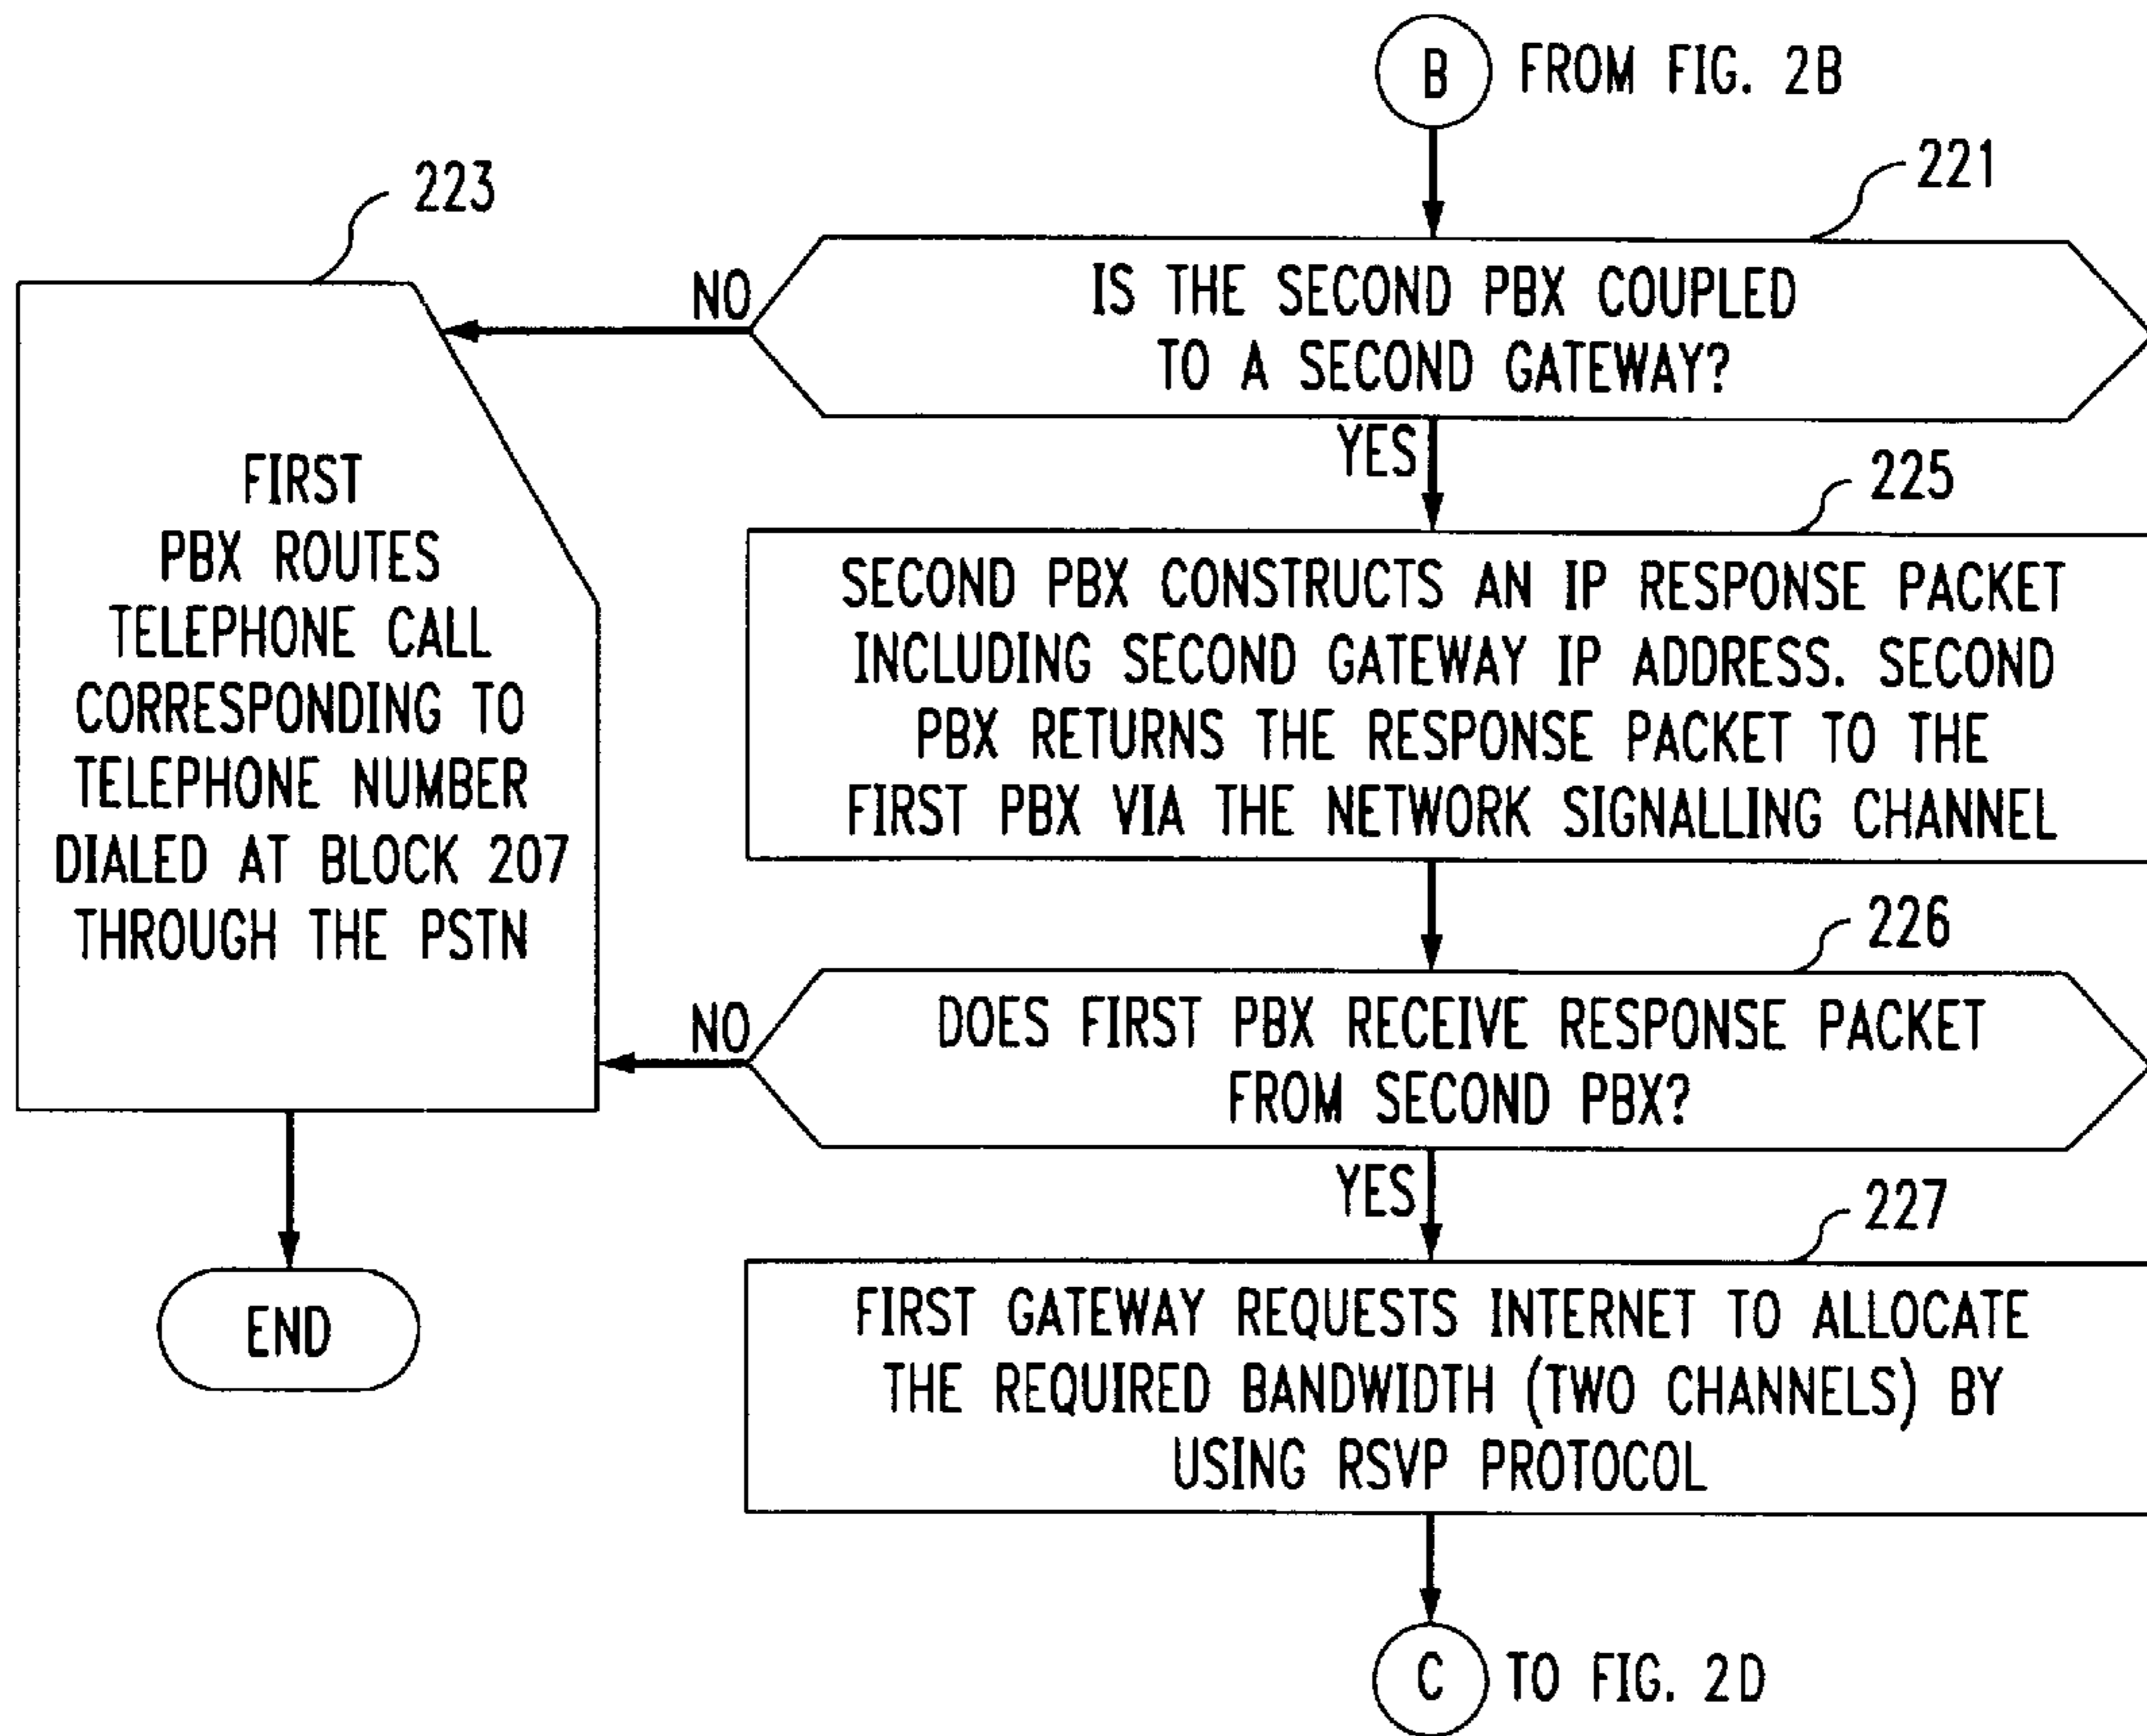 B FROM FIG. 2B
221
IS THE SECOND PBX COUPLED
TO A SECOND GATEWAY?
NO
YES
223
FIRST
PBX ROUTES
TELEPHONE CALL
CORRESPONDING TO
TELEPHONE NUMBER
DIALED AT BLOCK 207
THROUGH THE PSTN
END
225
SECOND PBX CONSTRUCTS AN IP RESPONSE PACKET
INCLUDING SECOND GATEWAY IP ADDRESS. SECOND
PBX RETURNS THE RESPONSE PACKET TO THE
FIRST PBX VIA THE NETWORK SIGNALLING CHANNEL
226
DOES FIRST PBX RECEIVE RESPONSE PACKET
FROM SECOND PBX?
NO
YES
227
FIRST GATEWAY REQUESTS INTERNET TO ALLOCATE
THE REQUIRED BANDWIDTH (TWO CHANNELS) BY
USING RSVP PROTOCOL
C TO FIG. 2D